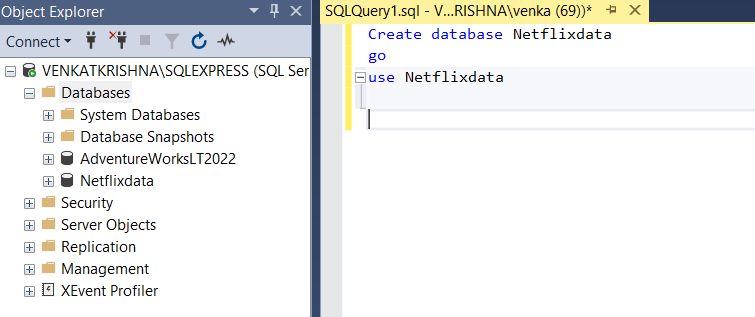 Object Explorer
Connect
VENKATKRISHNA\SQLEXPRESS (SQL Ser
Databases
System Databases
Database Snapshots
AdventureWorksLT2022
Netflixdata
Security
Server Objects
Replication
Management
XEvent Profiler
SQLQuery1.sql - V...RISHNA\venka (69))*
Create database Netflixdata
go
use Netflixdata